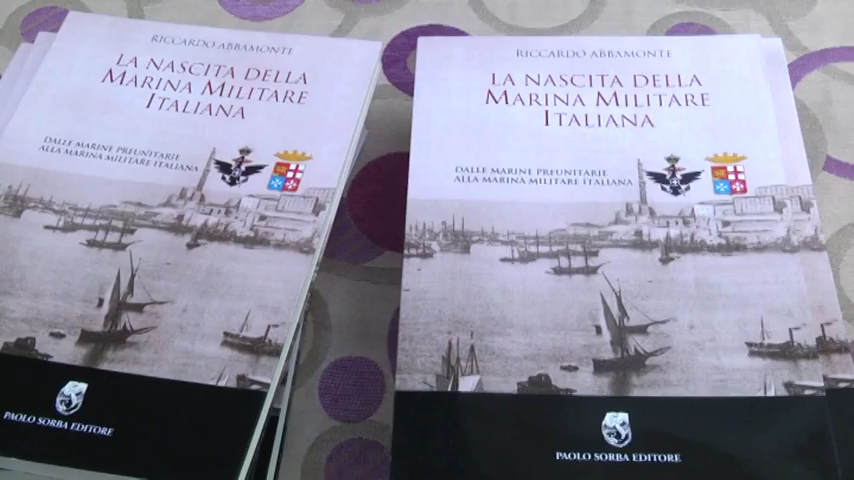 RICCARDO ABBAMONTE
LA NASCITA DELLA
MARINA MILITARE
ITALIANA
DALLE MARINE PREUNITARIE
ALLA MARINA MILITARE ITALIANA
PAOLO SORBA EDITORE
RICCARDO ABBAMONTE
LA NASCITA DELLA
MARINA MILITARE
ITALIANA
DALLE MARINE PREUNITARIE
ALLA MARINA MILITARE ITALIANA
PAOLO SORBA EDITORE